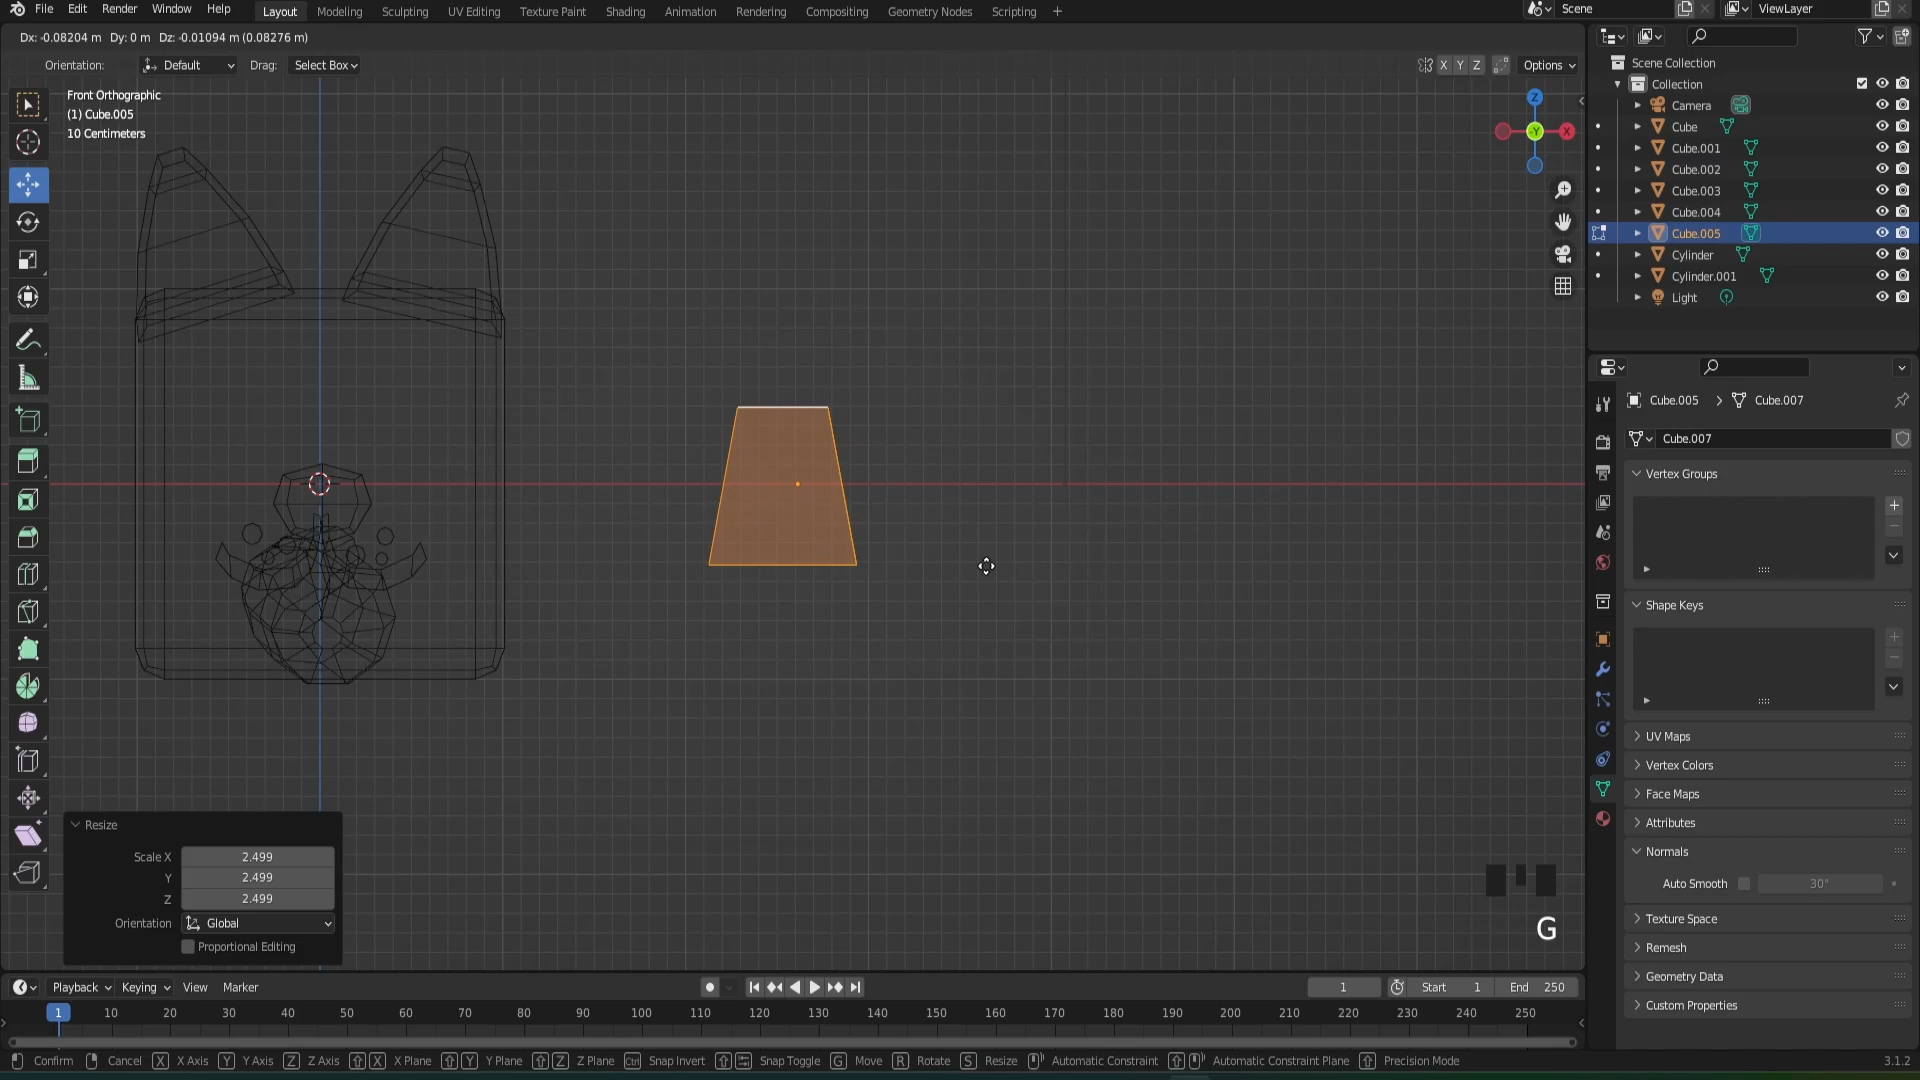 File Edit Render Window Help Layout Modeling Sculpting UV Editing Texture Paint Shading Animation Rendering Compositing Geometry Nodes Scripting + Scene ViewLayer
Dx: -0.08204 m Dy: 0 m Dz: -0.01094 m (0.08276 m)
Orientation: Default Drag: Select Box X Y Z Options
Front Orthographic
(1) Cube.005
10 Centimeters
Z
Y
X
Scene Collection
Collection
Camera
Cube
Cube.001
Cube.002
Cube.003
Cube.004
Cube.005
Cylinder
Cylinder.001
Light
Cube.005 > Cube.007
Cube.007
Vertex Groups
Shape Keys
UV Maps
Vertex Colors
Face Maps
Attributes
Normals
Auto Smooth 30°
Texture Space
Remesh
Geometry Data
Custom Properties
Resize
Scale X 2.499
Y 2.499
Z 2.499
Orientation Global
Proportional Editing
G
Playback Keying View Marker 1 Start 1 End 250
1 10 20 30 40 50 60 70 80 90 100 110 120 130 140 150 160 170 180 190 200 210 220 230 240 250
Confirm Cancel X X Axis Y Y Axis Z Z Axis X X Plane Y Y Plane Z Z Plane Ctrl Snap Invert Snap Toggle G Move R Rotate S Resize Automatic Constraint Automatic Constraint Plane Precision Mode 3.1.2